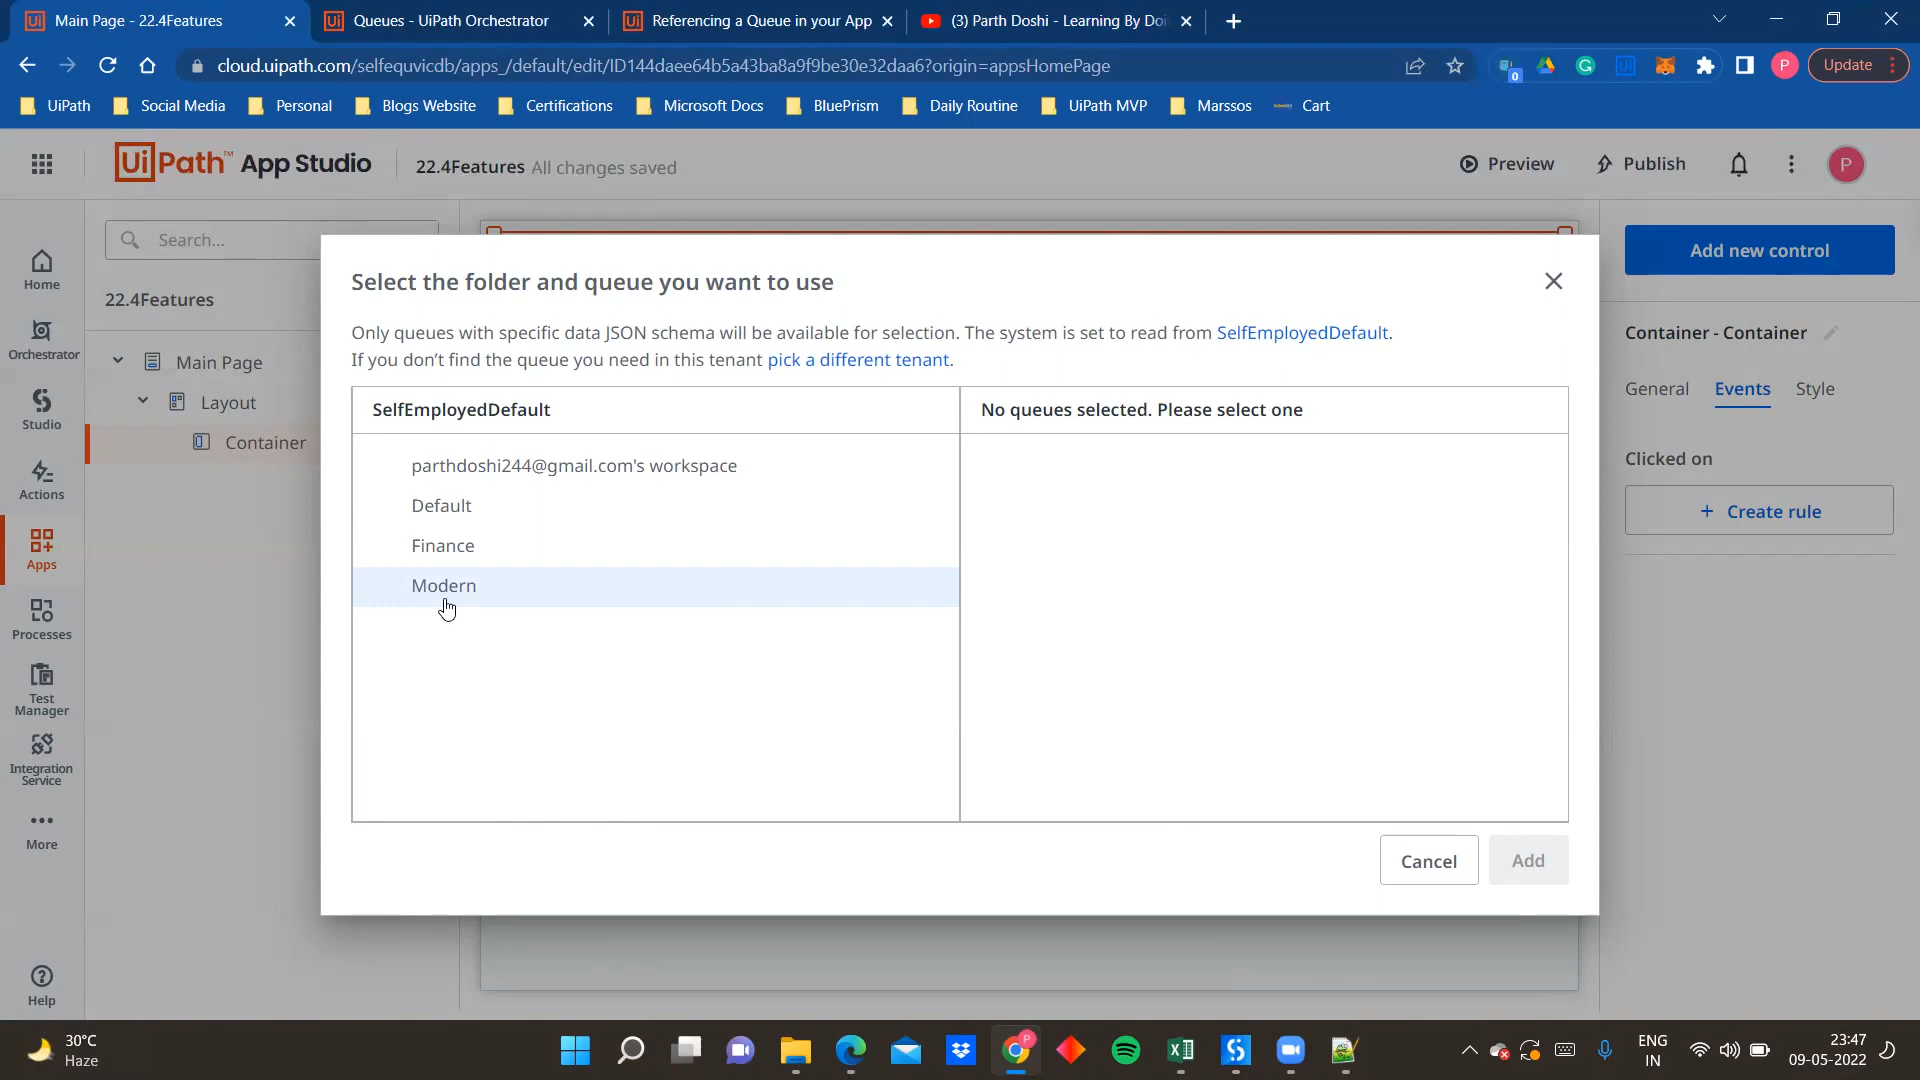 Main Page - 22.4Features
Queues - UiPath Orchestrator
Referencing a Queue in your App
(3) Parth Doshi - Learning By Doi
cloud.uipath.com/selfequvicdb/apps_/default/edit/ID144daee64b5a43ba8a9f9be30e32daa6?origin=appsHomePage
0
P
Update
UiPath
Social Media
Personal
Blogs Website
Certifications
Microsoft Docs
BluePrism
Daily Routine
UiPath MVP
Marssos
Cart
UiPath™ App Studio
22.4Features All changes saved
Preview
Publish
P
Search...
22.4Features
Main Page
Layout
Container
Home
Orchestrator
Studio
Actions
Apps
Processes
Test Manager
Integration Service
More
Help
Select the folder and queue you want to use
Only queues with specific data JSON schema will be available for selection. The system is set to read from SelfEmployedDefault.
If you don't find the queue you need in this tenant pick a different tenant.
SelfEmployedDefault
No queues selected. Please select one
parthdoshi244@gmail.com's workspace
Default
Finance
Modern
Cancel
Add
Add new control
Container - Container
General
Events
Style
Clicked on
+ Create rule
30°C
Haze
ENG
IN
23:47
09-05-2022